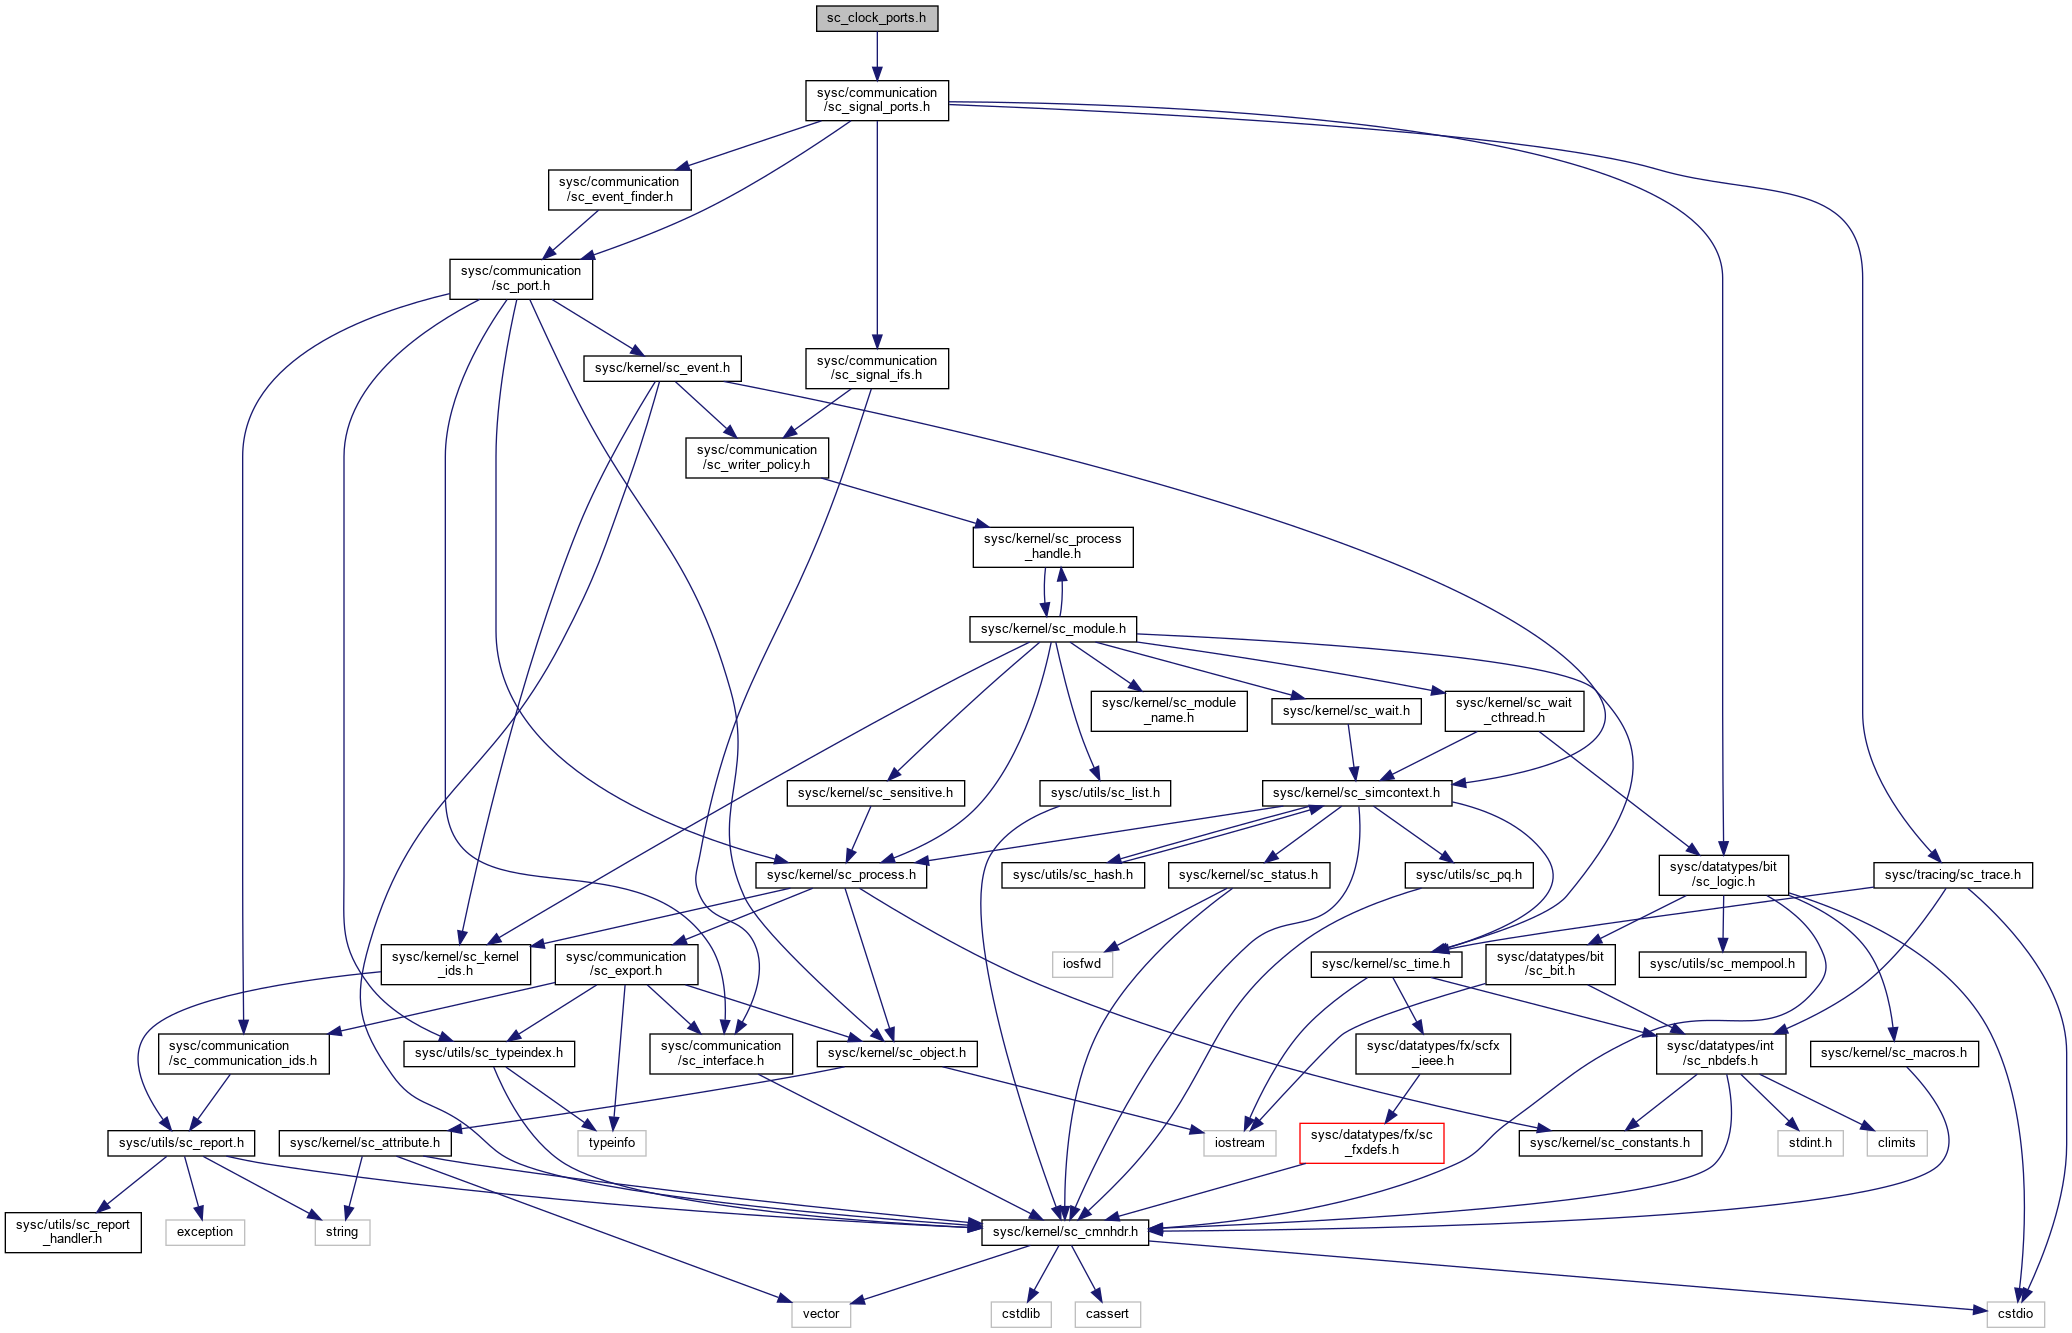 sc_clock_ports.h
sysc/communication
/sc_signal_ports.h
sysc/communication
/sc_event_finder.h
sysc/communication
/sc_port.h
sysc/kernel/sc_event.h
sysc/communication
/sc_signal_ifs.h
sysc/communication
/sc_writer_policy.h
sysc/kernel/sc_process
_handle.h
sysc/kernel/sc_module.h
sysc/kernel/sc_module
_name.h
sysc/kernel/sc_wait.h
sysc/kernel/sc_wait
_cthread.h
sysc/kernel/sc_sensitive.h
sysc/utils/sc_list.h
sysc/kernel/sc_simcontext.h
sysc/kernel/sc_process.h
sysc/utils/sc_hash.h
sysc/kernel/sc_status.h
sysc/utils/sc_pq.h
sysc/datatypes/bit
/sc_logic.h
sysc/tracing/sc_trace.h
sysc/kernel/sc_kernel
_ids.h
sysc/communication
/sc_export.h
iosfwd
sysc/kernel/sc_time.h
sysc/datatypes/bit
/sc_bit.h
sysc/utils/sc_mempool.h
sysc/communication
/sc_communication_ids.h
sysc/utils/sc_typeindex.h
sysc/communication
/sc_interface.h
sysc/kernel/sc_object.h
sysc/datatypes/fx/scfx
_ieee.h
sysc/datatypes/int
/sc_nbdefs.h
sysc/kernel/sc_macros.h
sysc/utils/sc_report.h
sysc/kernel/sc_attribute.h
typeinfo
iostream
sysc/datatypes/fx/sc
_fxdefs.h
sysc/kernel/sc_constants.h
stdint.h
climits
sysc/utils/sc_report
_handler.h
exception
string
sysc/kernel/sc_cmnhdr.h
vector
cstdlib
cassert
cstdio